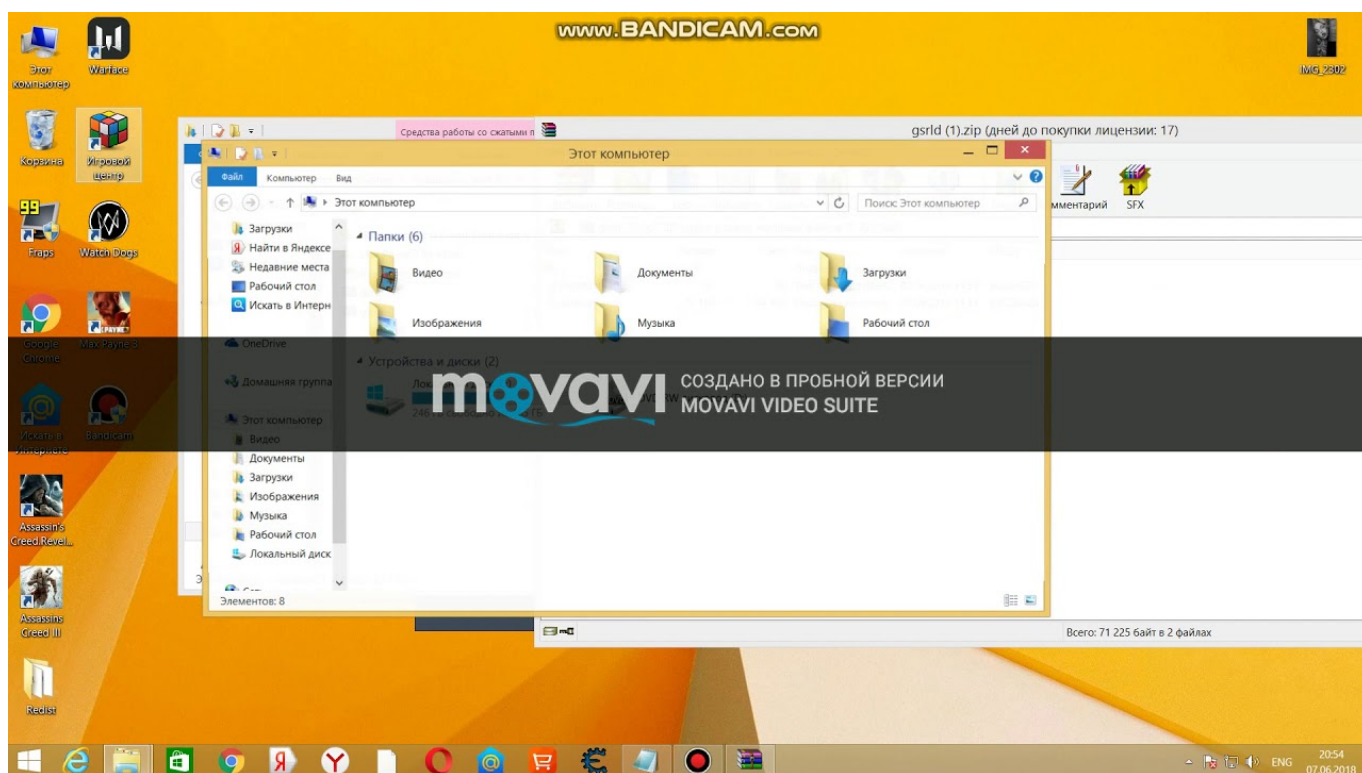 www.BANDICAM.com
Этот
компьютер
Warface
IMG_2302
Корзина
Игровой
центр
99
Fraps
Watch Dogs
Google
Chrome
Max Payne 3
Искать в
Интернете
Bandicam
Assassin's
Creed Revel...
Assassins
Creed III
Redist
Средства работы со сжатыми п
gsrld (1).zip (дней до покупки лицензии: 17)
Этот компьютер
Файл
Компьютер
Вид
Этот компьютер
Поиск: Этот компьютер
мментарий
SFX
Загрузки
Найти в Яндексе
Недавние места
Рабочий стол
Искать в Интерн
OneDrive
Домашняя группа
Этот компьютер
Видео
Документы
Загрузки
Изображения
Музыка
Рабочий стол
Локальный диск
Папки (6)
Видео
Документы
Загрузки
Изображения
Музыка
Рабочий стол
Устройства и диски (2)
movavi
СОЗДАНО В ПРОБНОЙ ВЕРСИИ
MOVAVI VIDEO SUITE
Элементов: 8
Всего: 71 225 байт в 2 файлах
ENG
20:54
07.06.2018